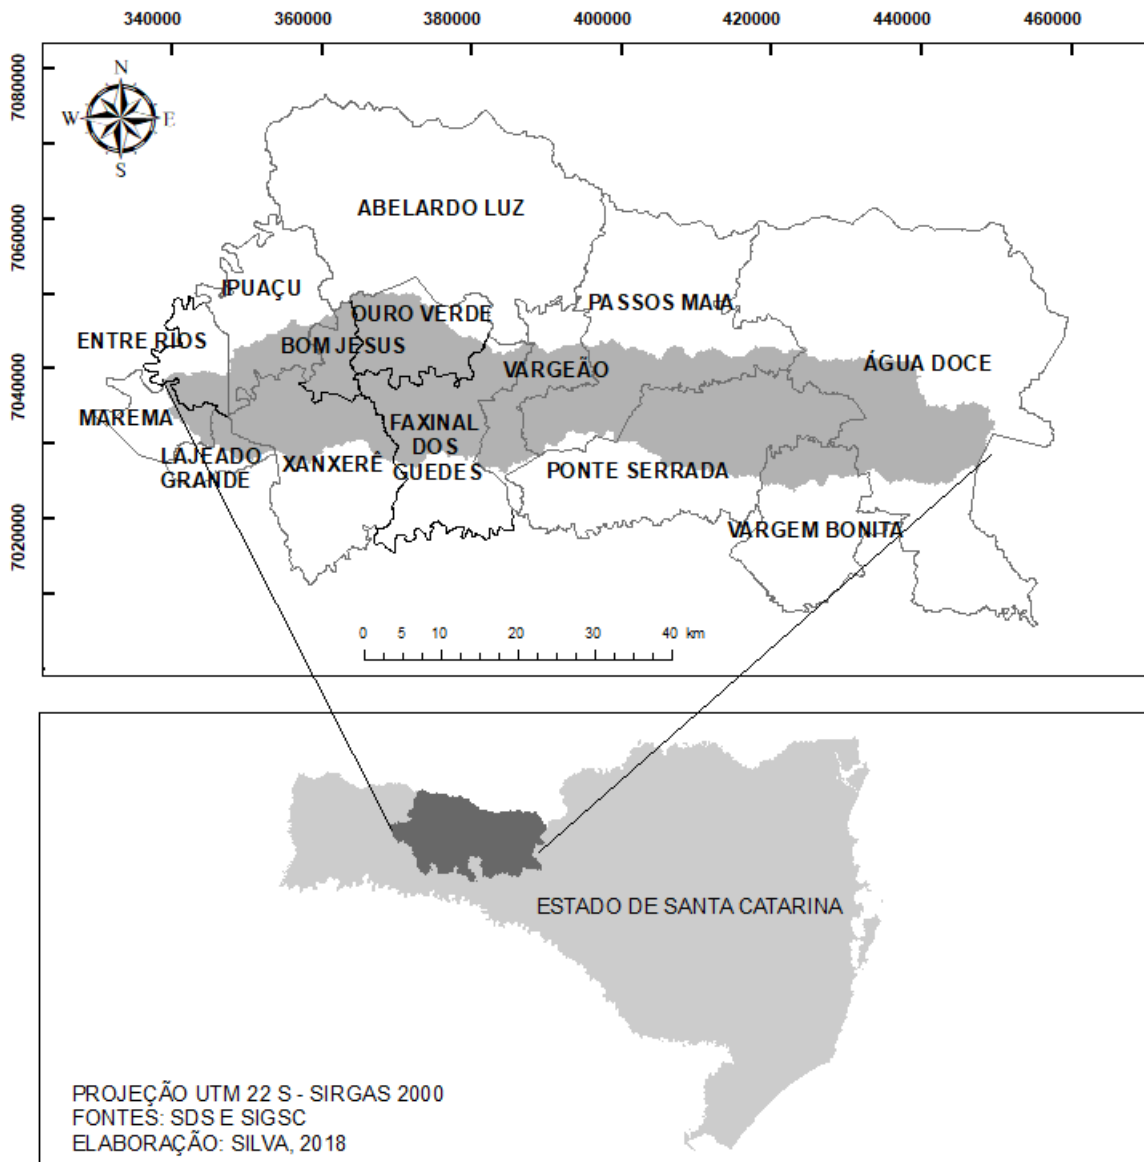 340000 360000 380000 400000 420000 440000 460000
7080000
7060000
7040000
7020000
N
W E
S
ABELARDO LUZ
IPUAÇU
PASSOS MAIA
OURO VERDE
ENTRE RIOS
BOM JESUS
VARGEÃO
ÁGUA DOCE
MAREMA
FAXINAL
DOS
GUEDES
LAJEADO
GRANDE
XANXERÊ
PONTE SERRADA
VARGEM BONITA
0 5 10 20 30 40 km
ESTADO DE SANTA CATARINA
PROJEÇÃO UTM 22 S - SIRGAS 2000
FONTES: SDS E SIGSC
ELABORAÇÃO: SILVA, 2018